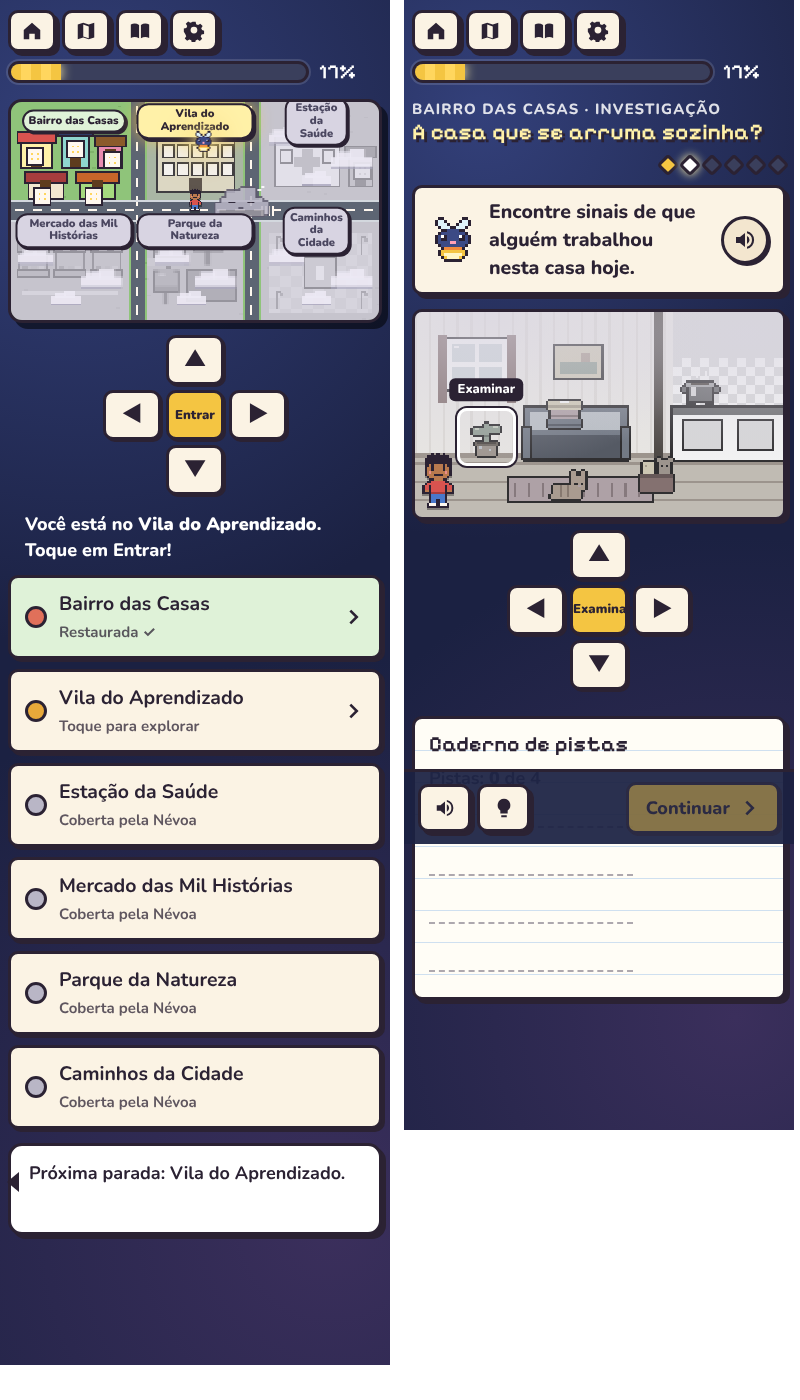 17%
Bairro das Casas
Vila do
Aprendizado
Estação
da
Saúde
Mercado das Mil
Histórias
Parque da
Natureza
Caminhos
da
Cidade
Entrar
Você está no Vila do Aprendizado.
Toque em Entrar!
Bairro das Casas
Restaurada ✓
Vila do Aprendizado
Toque para explorar
Estação da Saúde
Coberta pela Névoa
Mercado das Mil Histórias
Coberta pela Névoa
Parque da Natureza
Coberta pela Névoa
Caminhos da Cidade
Coberta pela Névoa
Próxima parada: Vila do Aprendizado.
17%
BAIRRO DAS CASAS · INVESTIGAÇÃO
A casa que se arruma sozinha?
Encontre sinais de que
alguém trabalhou
nesta casa hoje.
Examinar
Examina
Caderno de pistas
Pistas: 0 de 4
Continuar